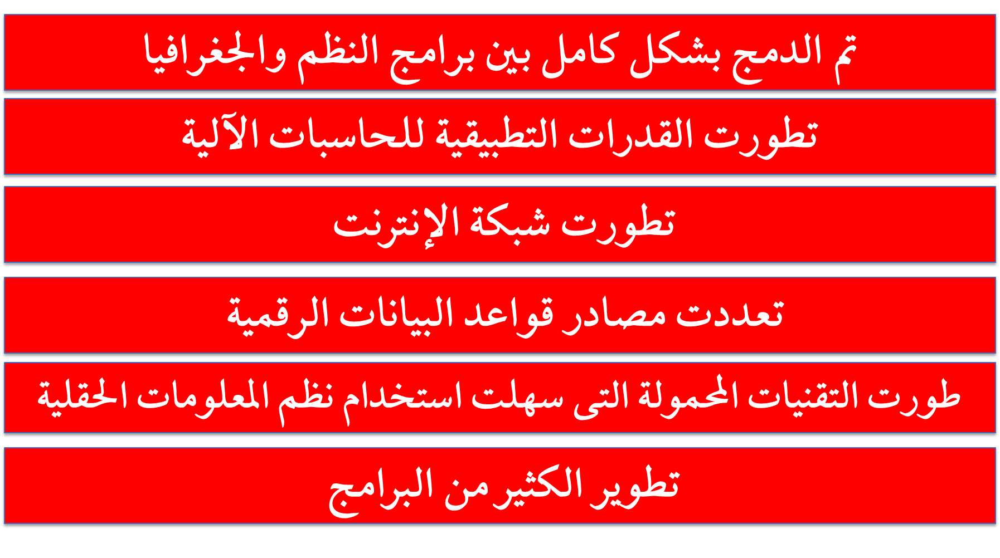 تم الدمج بشكل كامل بين برامج النظم والجغرافيا
تطورت القدرات التطبيقية للحاسبات الآلية
تطورت شبكة الإنترنت
تعددت مصادر قواعد البيانات الرقمية
طورت التقنيات المحمولة التى سهلت استخدام نظم المعلومات الحقلية
تطوير الكثير من البرامج